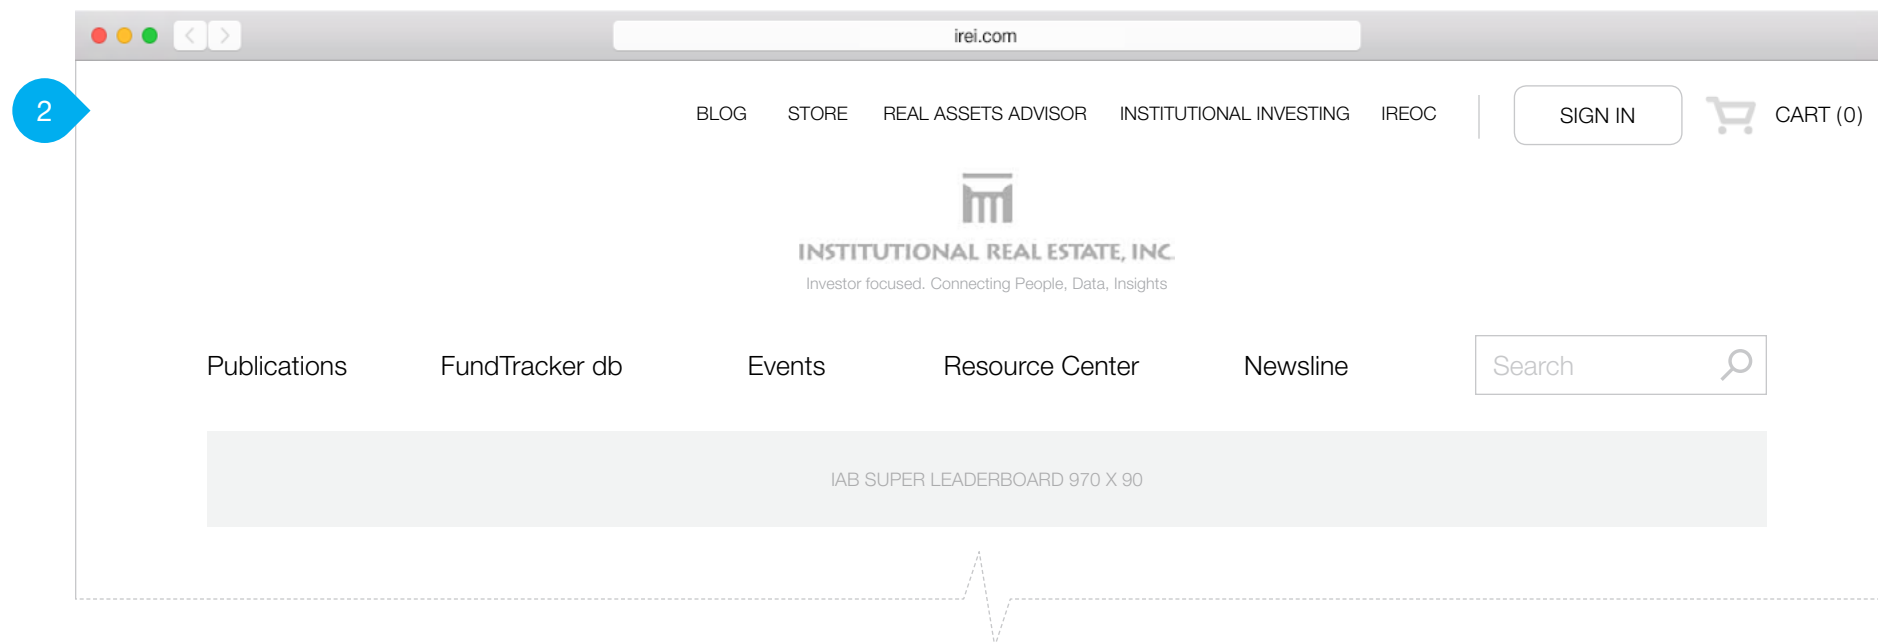 irei.com
2
BLOG STORE REAL ASSETS ADVISOR INSTITUTIONAL INVESTING IREOC SIGN IN CART (0)
INSTITUTIONAL REAL ESTATE, INC.
Investor focused. Connecting People, Data, Insights
Publications FundTracker db Events Resource Center Newsline Search
IAB SUPER LEADERBOARD 970 X 90